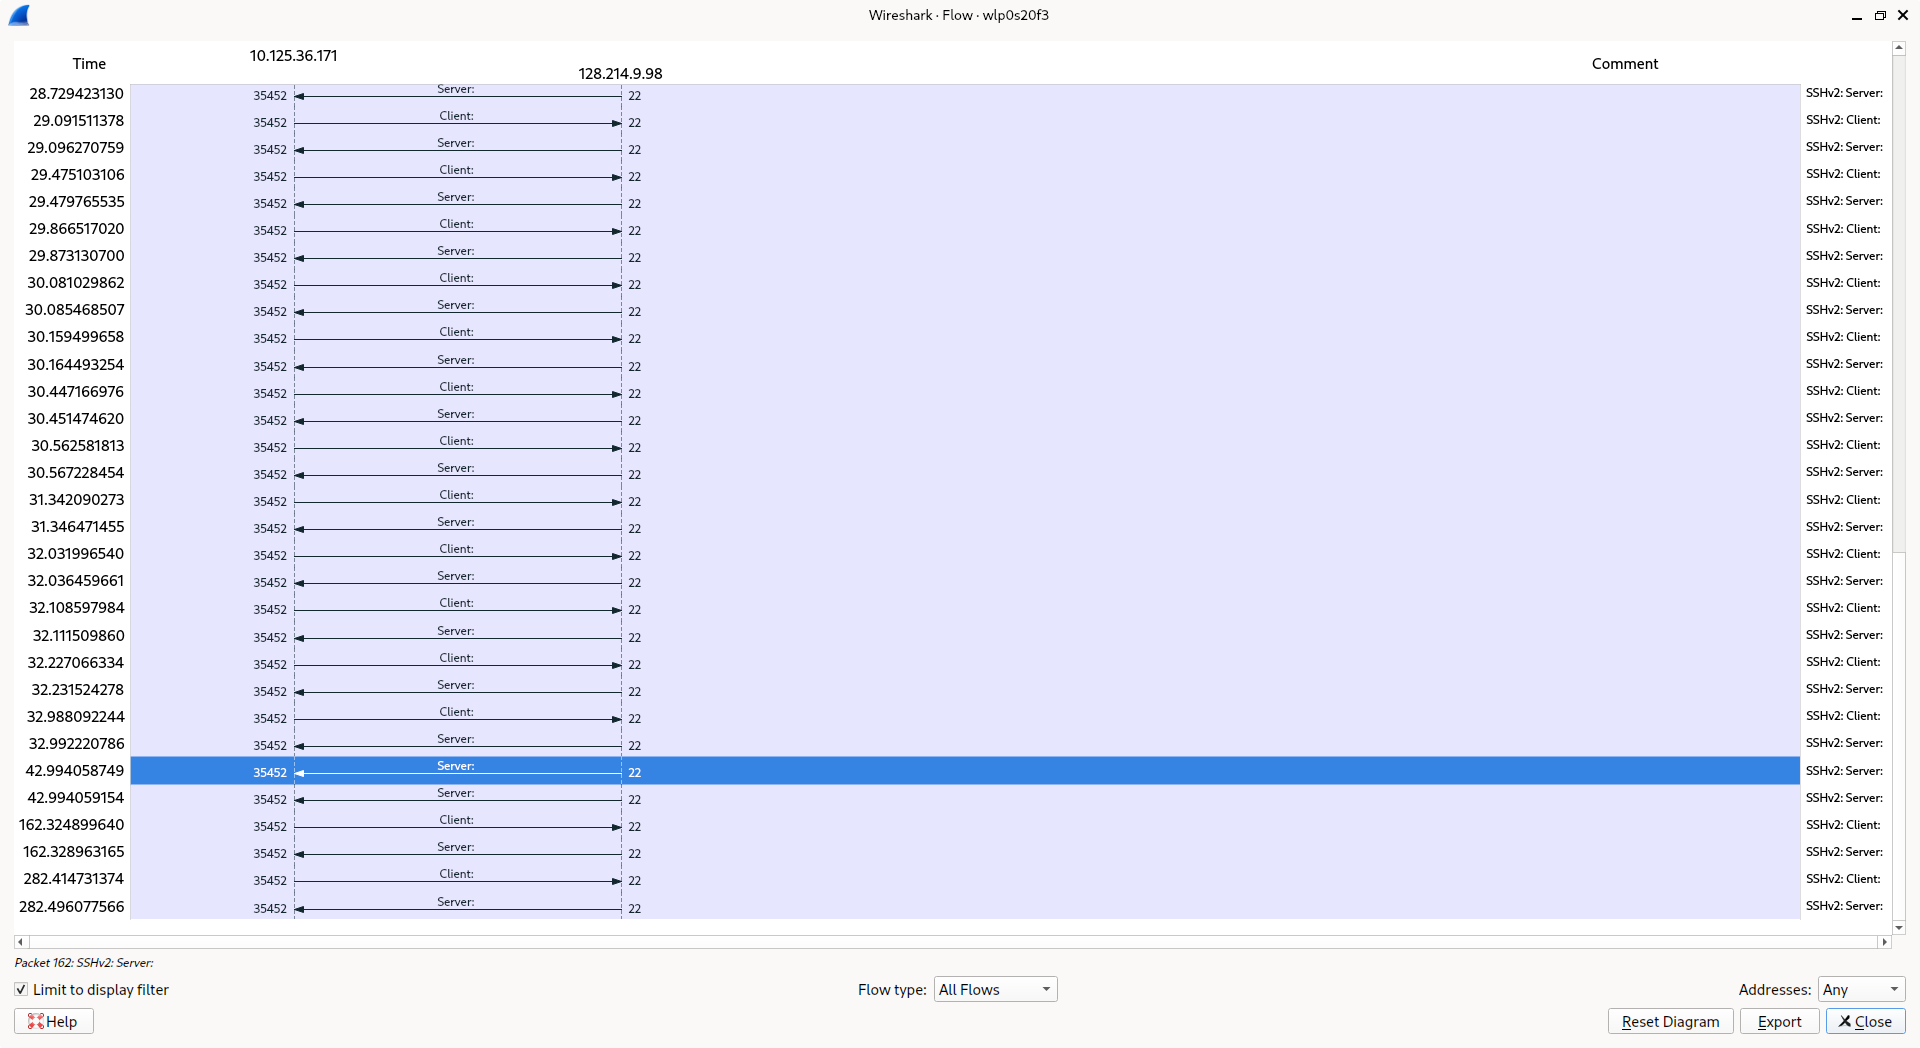 Wireshark · Flow · wlp0s20f3
Time 10.125.36.171 128.214.9.98 Comment
28.729423130 35452 Server: 22 SSHv2: Server:
29.091511378 35452 Client: 22 SSHv2: Client:
29.096270759 35452 Server: 22 SSHv2: Server:
29.475103106 35452 Client: 22 SSHv2: Client:
29.479765535 35452 Server: 22 SSHv2: Server:
29.866517020 35452 Client: 22 SSHv2: Client:
29.873130700 35452 Server: 22 SSHv2: Server:
30.081029862 35452 Client: 22 SSHv2: Client:
30.085468507 35452 Server: 22 SSHv2: Server:
30.159499658 35452 Client: 22 SSHv2: Client:
30.164493254 35452 Server: 22 SSHv2: Server:
30.447166976 35452 Client: 22 SSHv2: Client:
30.451474620 35452 Server: 22 SSHv2: Server:
30.562581813 35452 Client: 22 SSHv2: Client:
30.567228454 35452 Server: 22 SSHv2: Server:
31.342090273 35452 Client: 22 SSHv2: Client:
31.346471455 35452 Server: 22 SSHv2: Server:
32.031996540 35452 Client: 22 SSHv2: Client:
32.036459661 35452 Server: 22 SSHv2: Server:
32.108597984 35452 Client: 22 SSHv2: Client:
32.111509860 35452 Server: 22 SSHv2: Server:
32.227066334 35452 Client: 22 SSHv2: Client:
32.231524278 35452 Server: 22 SSHv2: Server:
32.988092244 35452 Client: 22 SSHv2: Client:
32.992220786 35452 Server: 22 SSHv2: Server:
42.994058749 35452 Server: 22 SSHv2: Server:
42.994059154 35452 Server: 22 SSHv2: Server:
162.324899640 35452 Client: 22 SSHv2: Client:
162.328963165 35452 Server: 22 SSHv2: Server:
282.414731374 35452 Client: 22 SSHv2: Client:
282.496077566 35452 Server: 22 SSHv2: Server:
Packet 162: SSHv2: Server:
Limit to display filter Flow type: All Flows Addresses: Any
Help Reset Diagram Export Close